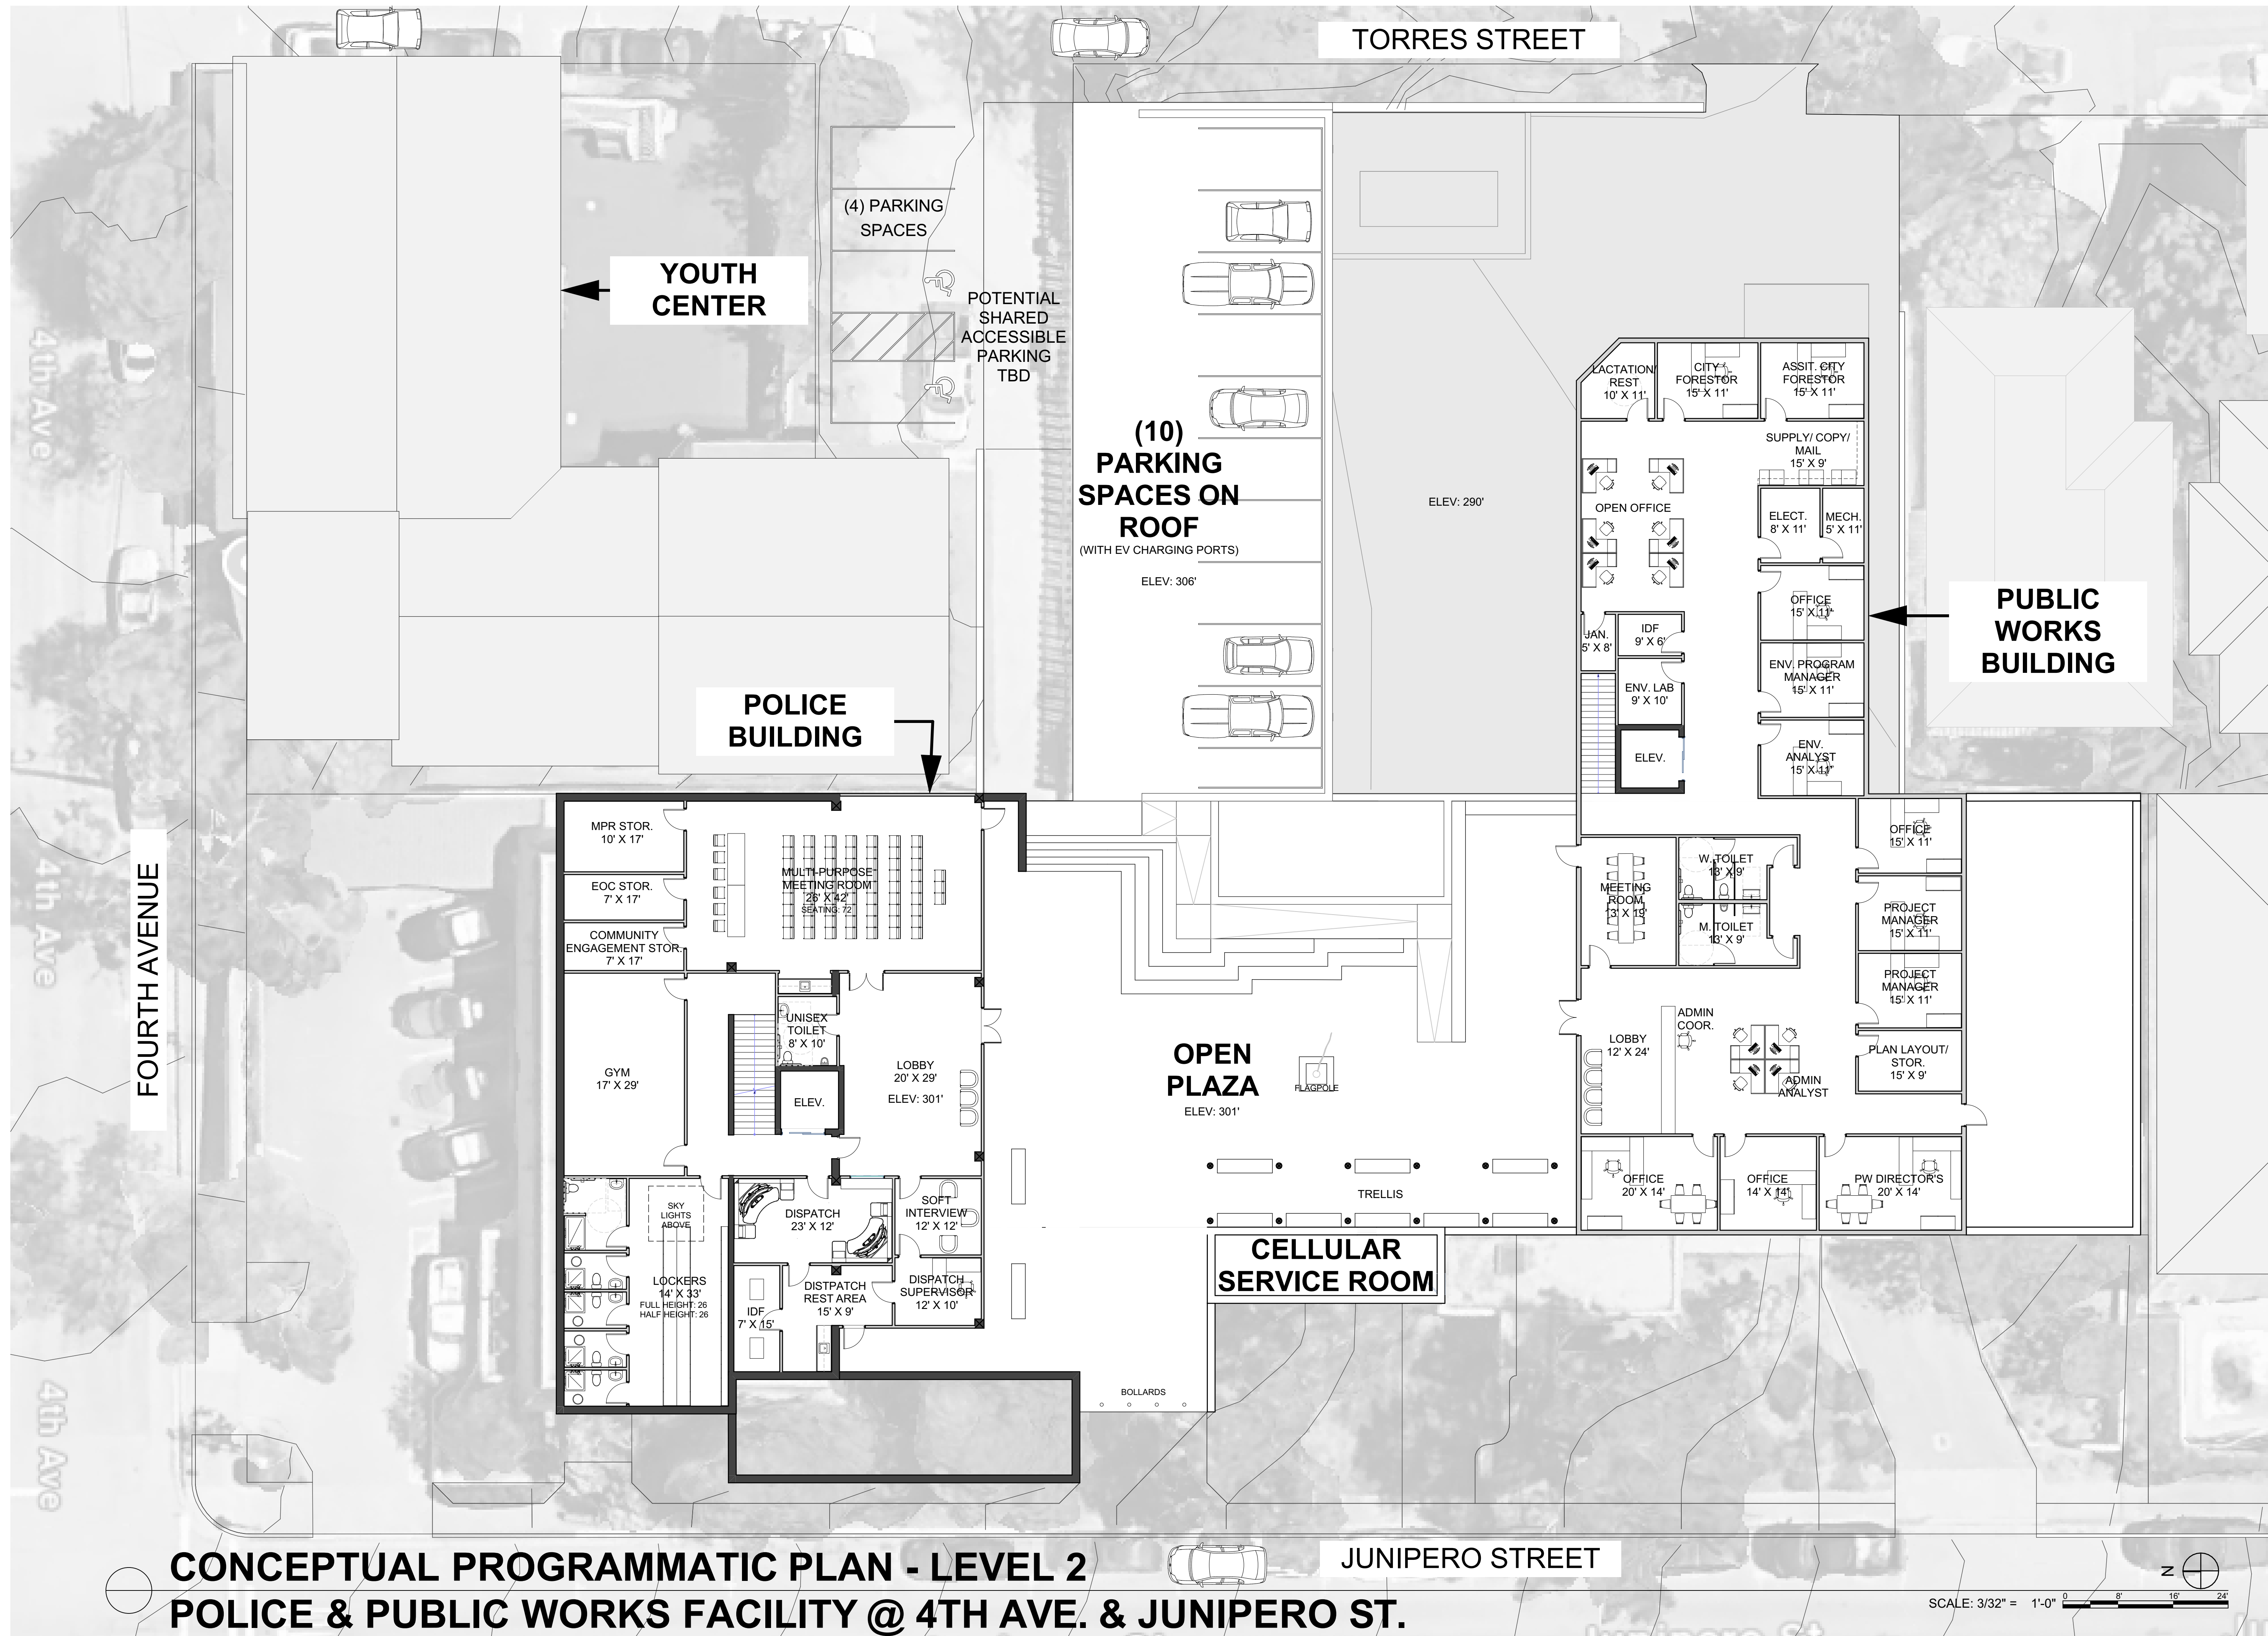 TORRES STREET
(4) PARKING
SPACES
YOUTH
CENTER
POTENTIAL
SHARED
ACCESSIBLE
PARKING
TBD
(10)
PARKING
SPACES ON
ROOF
(WITH EV CHARGING PORTS)
ELEV: 306'
ELEV: 290'
LACTATION/
REST
10' X 11'
CITY
FORESTOR
15' X 11'
ASSIT. CITY
FORESTOR
15' X 11'
SUPPLY/ COPY/
MAIL
15' X 9'
OPEN OFFICE
ELECT.
8' X 11'
MECH.
5' X 11'
OFFICE
15' X 11'
JAN.
5' X 8'
IDF
9' X 6'
ENV. PROGRAM
MANAGER
15' X 11'
ENV. LAB
9' X 10'
ENV.
ANALYST
15' X 11'
ELEV.
PUBLIC
WORKS
BUILDING
4th Ave
POLICE
BUILDING
4th Ave
FOURTH AVENUE
4th Ave
MPR STOR.
10' X 17'
EOC STOR.
7' X 17'
COMMUNITY
ENGAGEMENT STOR.
7' X 17'
MULTI-PURPOSE
MEETING ROOM
26' X 42'
SEATING: 72
GYM
17' X 29'
UNISEX
TOILET
8' X 10'
ELEV.
LOBBY
20' X 29'
ELEV: 301'
SKY
LIGHTS
ABOVE
LOCKERS
14' X 33'
FULL HEIGHT: 26
HALF HEIGHT: 26
DISPATCH
23' X 12'
SOFT
INTERVIEW
12' X 12'
IDF
7' X 15'
DISTPATCH
REST AREA
15' X 9'
DISPATCH
SUPERVISOR
12' X 10'
OPEN
PLAZA
ELEV: 301'
FLAGPOLE
TRELLIS
CELLULAR
SERVICE ROOM
BOLLARDS
MEETING
ROOM
13' X 19'
W. TOILET
13' X 9'
M. TOILET
13' X 9'
OFFICE
15' X 11'
PROJECT
MANAGER
15' X 11'
PROJECT
MANAGER
15' X 11'
PLAN LAYOUT/
STOR.
15' X 9'
LOBBY
12' X 24'
ADMIN
COOR.
ADMIN
ANALYST
OFFICE
20' X 14'
OFFICE
14' X 14'
PW DIRECTOR'S
20' X 14'
JUNIPERO STREET
CONCEPTUAL PROGRAMMATIC PLAN - LEVEL 2
POLICE & PUBLIC WORKS FACILITY @ 4TH AVE. & JUNIPERO ST.
N
SCALE: 3/32" = 1'-0"
0 8' 16' 24'